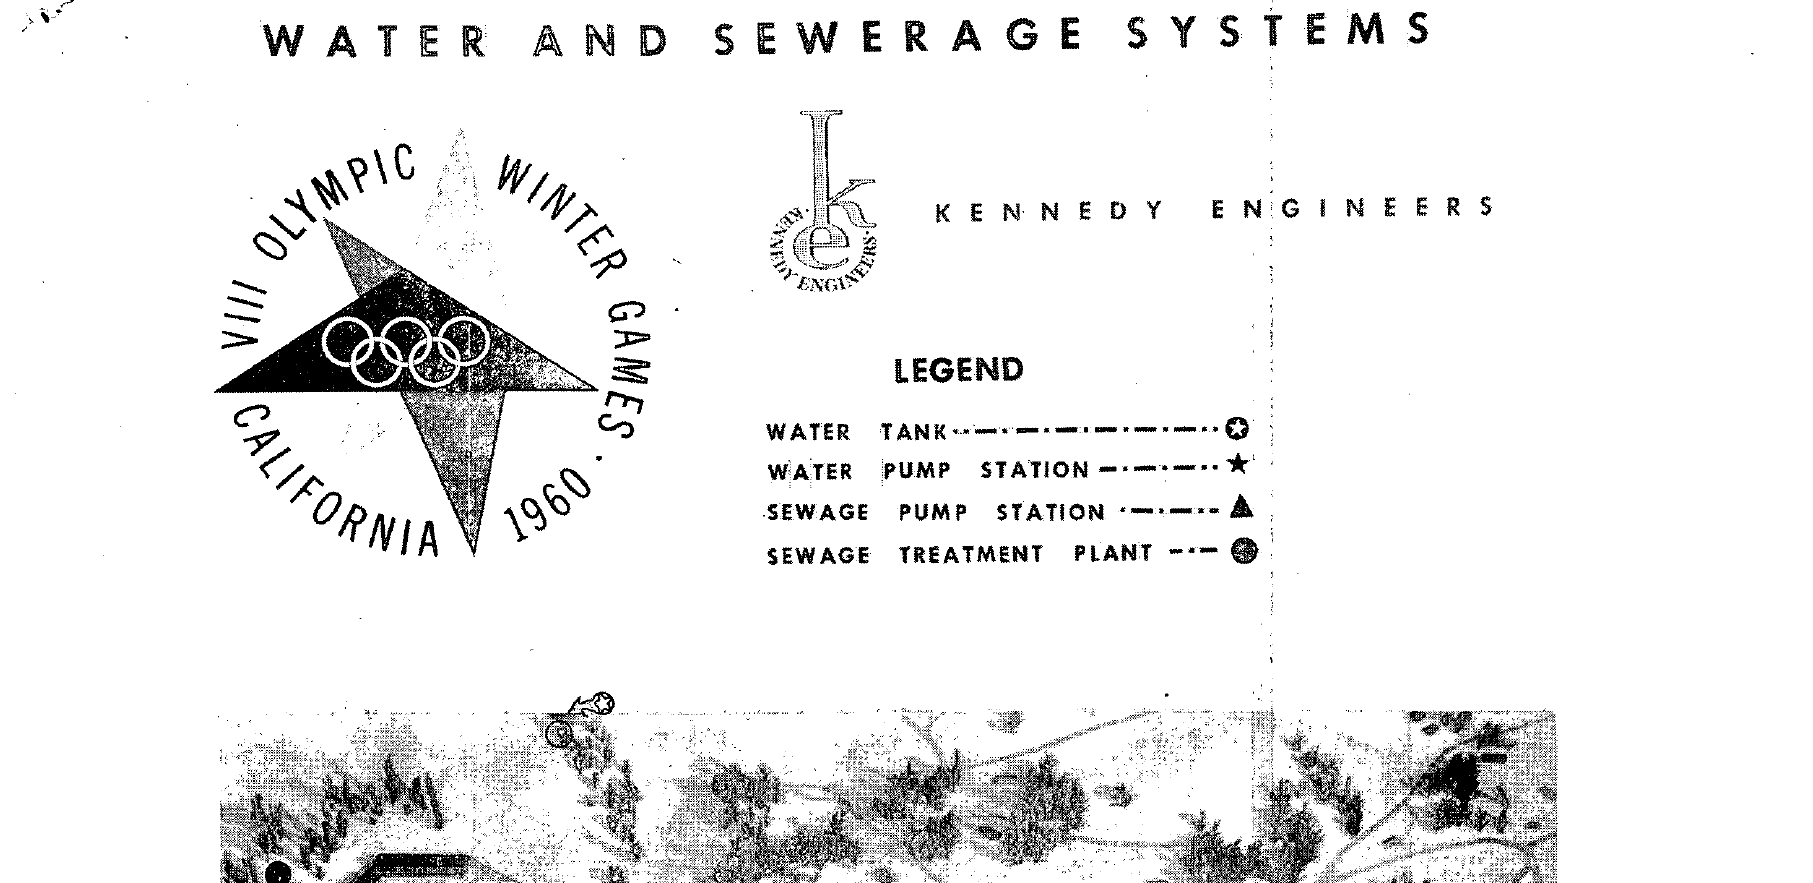 WATER AND SEWERAGE SYSTEMS
VIII OLYMPIC WINTER GAMES · CALIFORNIA 1960
ke
· KENNEDY ENGINEERS ·
KENNEDY ENGINEERS
LEGEND
WATER TANK
WATER PUMP STATION
SEWAGE PUMP STATION
SEWAGE TREATMENT PLANT